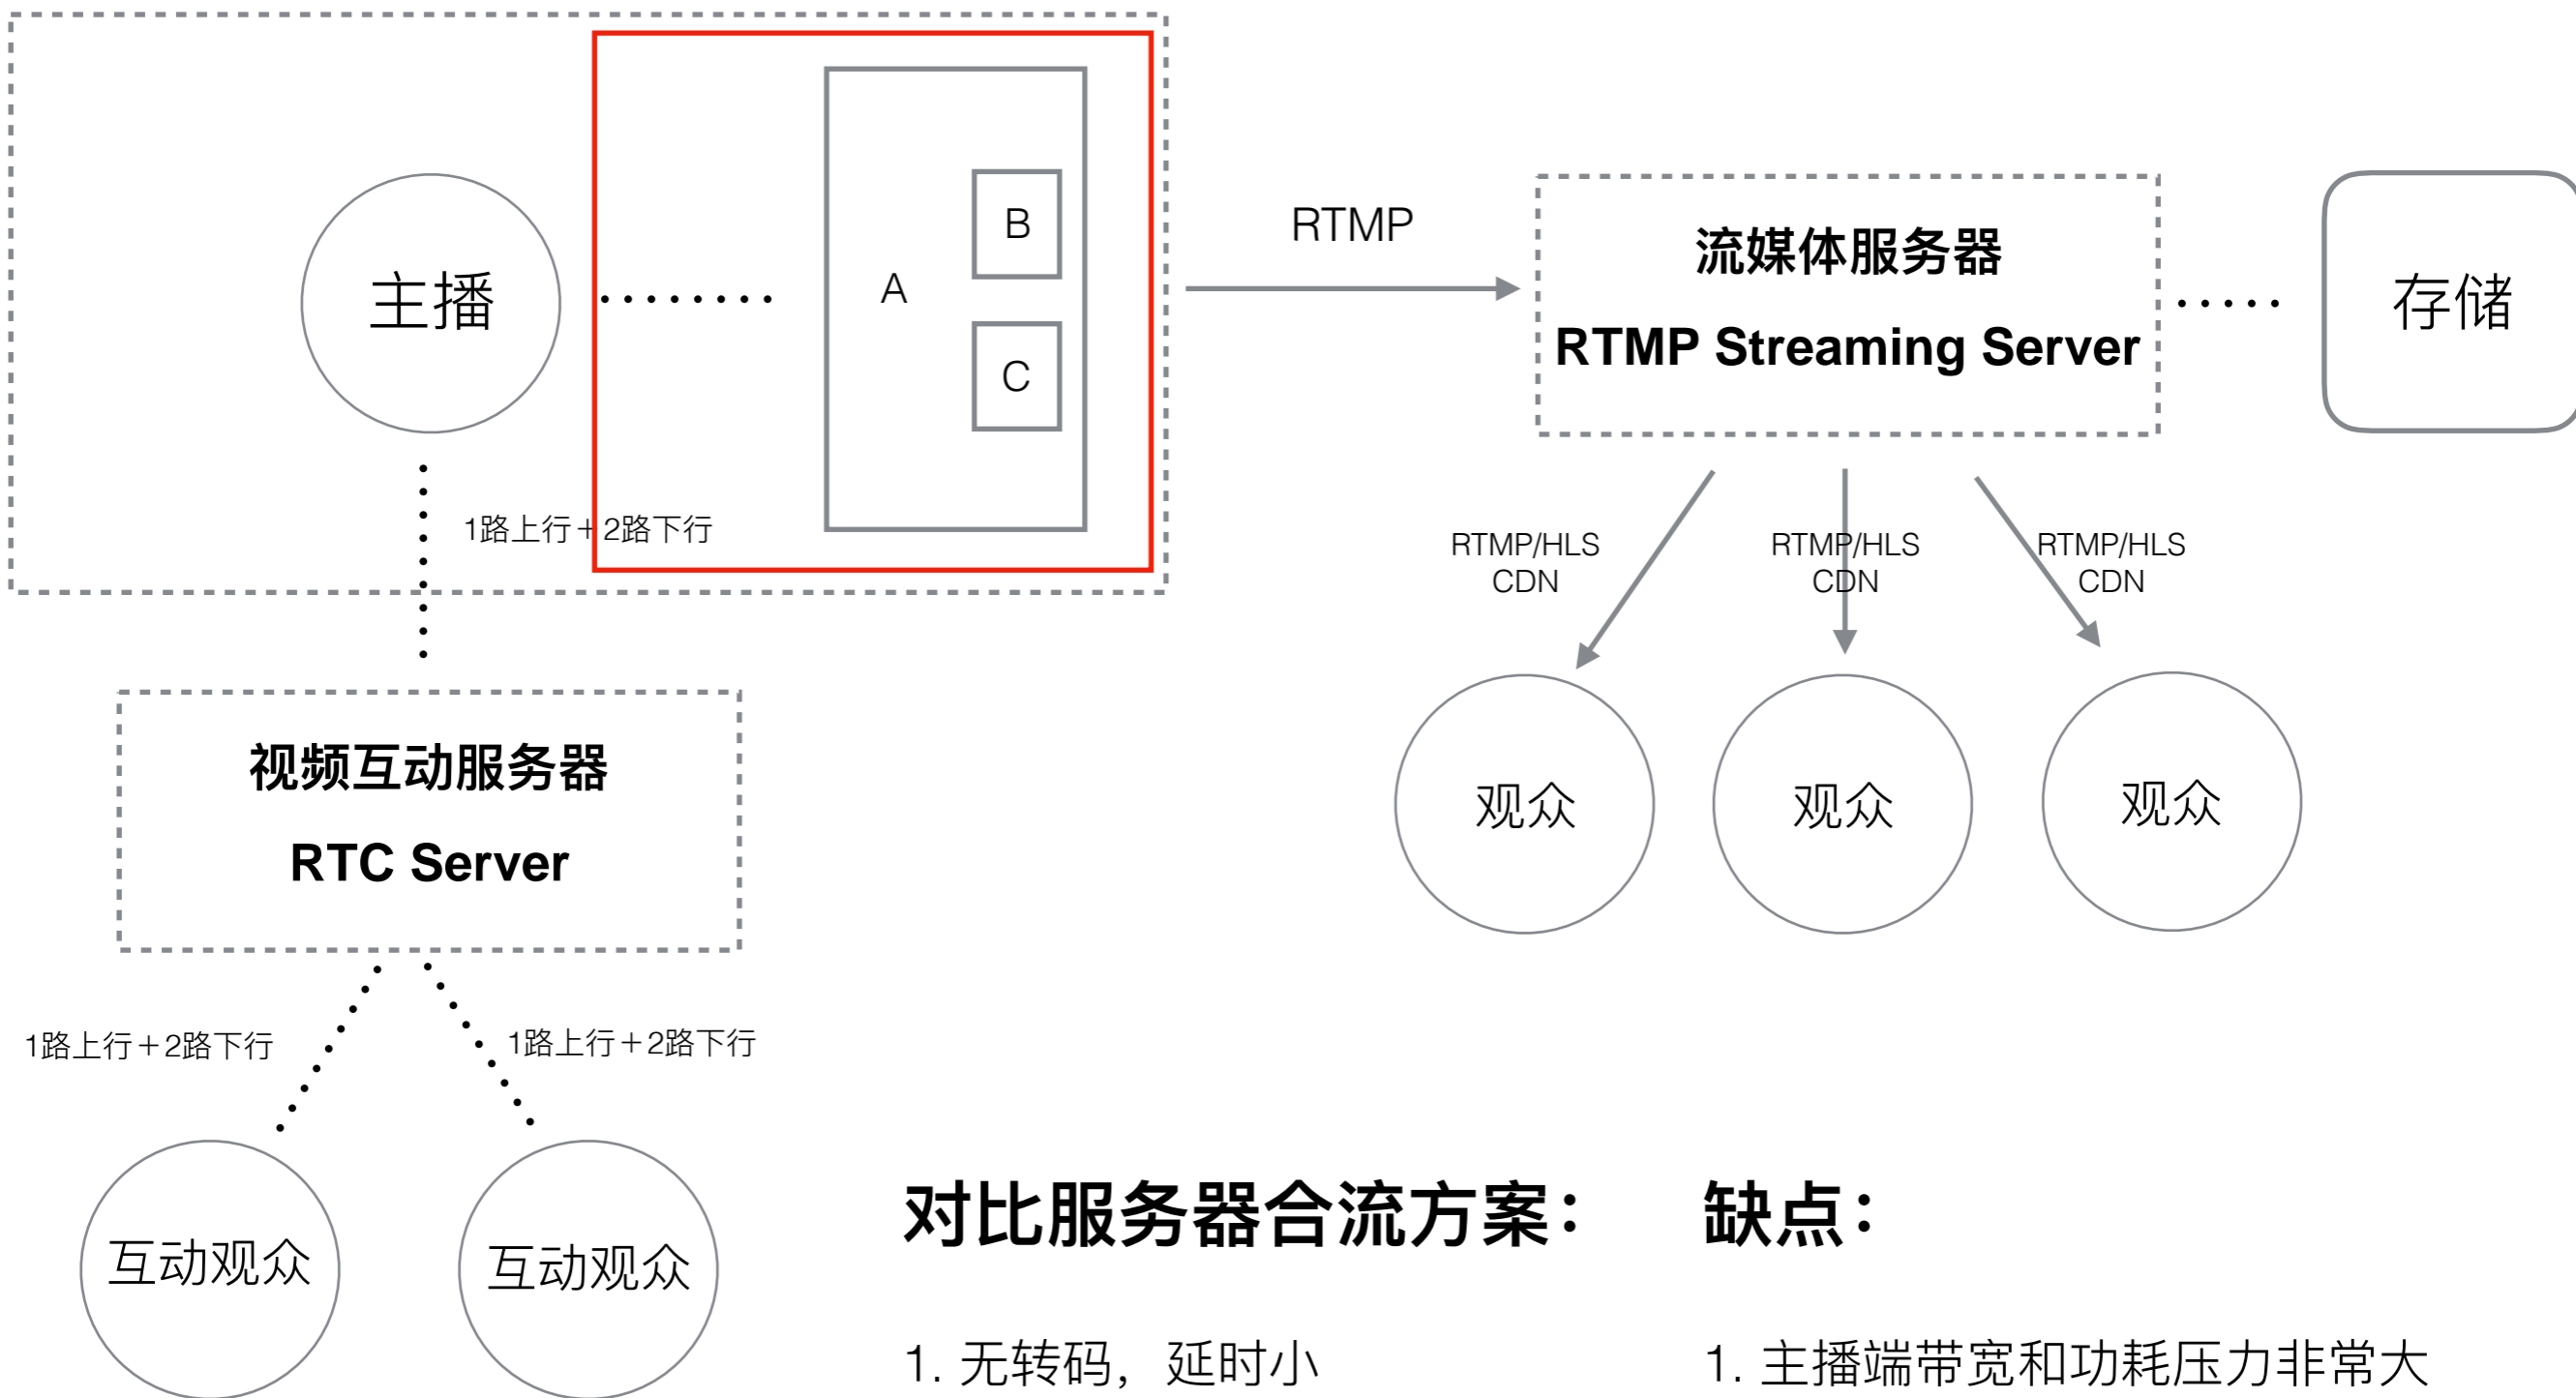 主播
A
B
C
RTMP
流媒体服务器
RTMP Streaming Server
存储
1路上行+2路下行
RTMP/HLS
CDN
RTMP/HLS
CDN
RTMP/HLS
CDN
视频互动服务器
RTC Server
观众
观众
观众
1路上行+2路下行
1路上行+2路下行
互动观众
互动观众
对比服务器合流方案：
1. 无转码，延时小
缺点：
1. 主播端带宽和功耗压力非常大